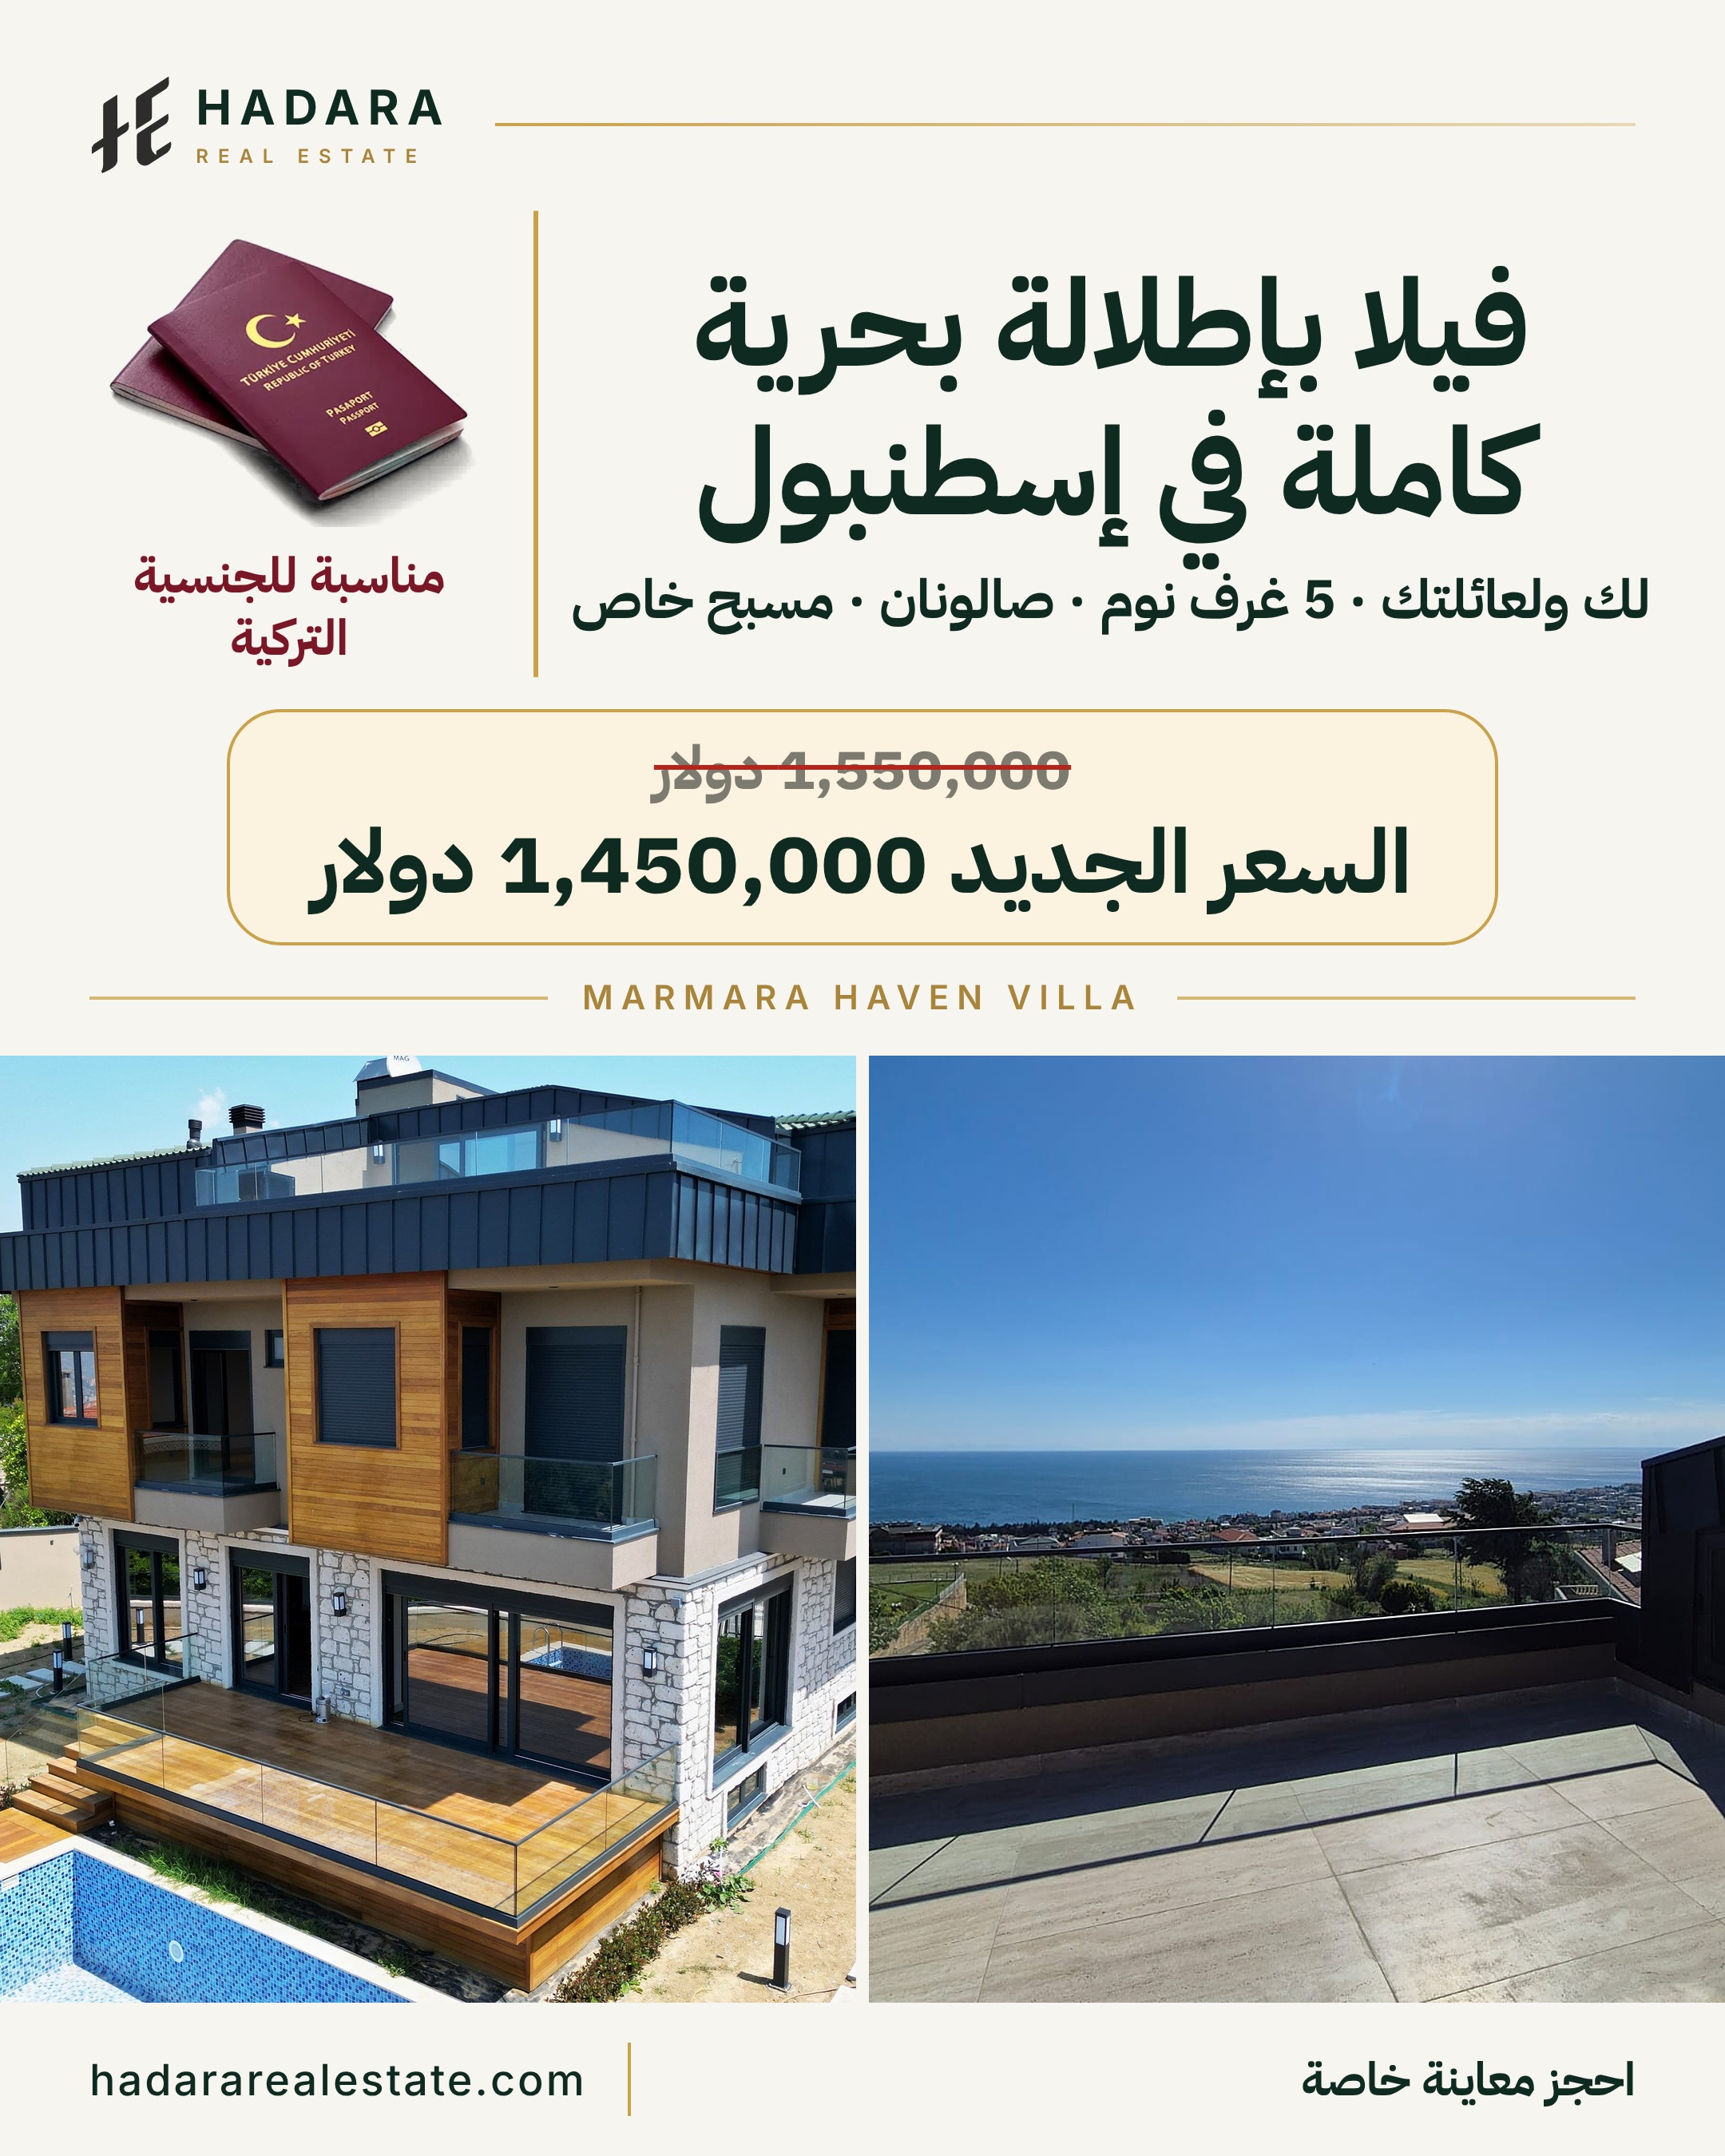 HADARA
REAL ESTATE
فيلا بإطلالة بحرية
كاملة في إسطنبول
لك ولعائلتك · 5 غرف نوم · صالونان · مسبح خاص
TÜRKİYE CUMHURİYETİ
REPUBLIC OF TURKEY
PASAPORT
PASSPORT
مناسبة للجنسية
التركية
1,550,000 دولار
السعر الجديد 1,450,000 دولار
MARMARA HAVEN VILLA
MAG
احجز معاينة خاصة
hadararealestate.com